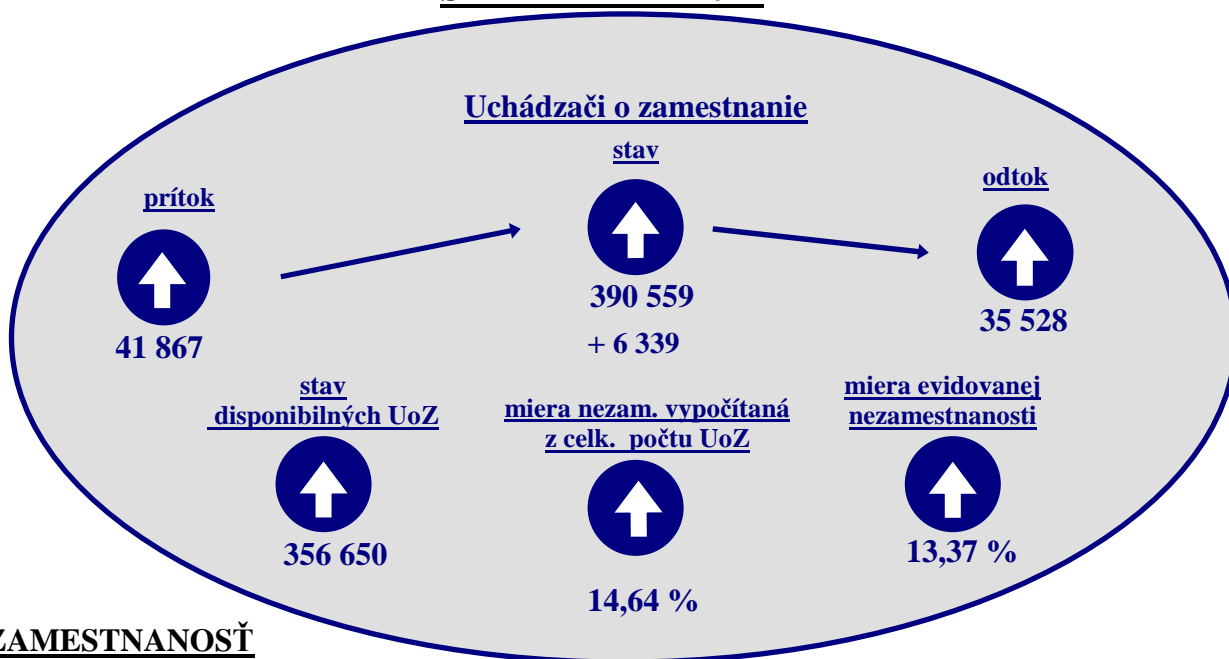 Uchádzači o zamestnanie
stav
prítok
odtok
390 559
+ 6 339
41 867
35 528
stav
disponibilných UoZ
356 650
miera nezam. vypočítaná
z celk. počtu UoZ
14,64 %
miera evidovanej
nezamestnanosti
13,37 %
ZAMESTNANOSŤ